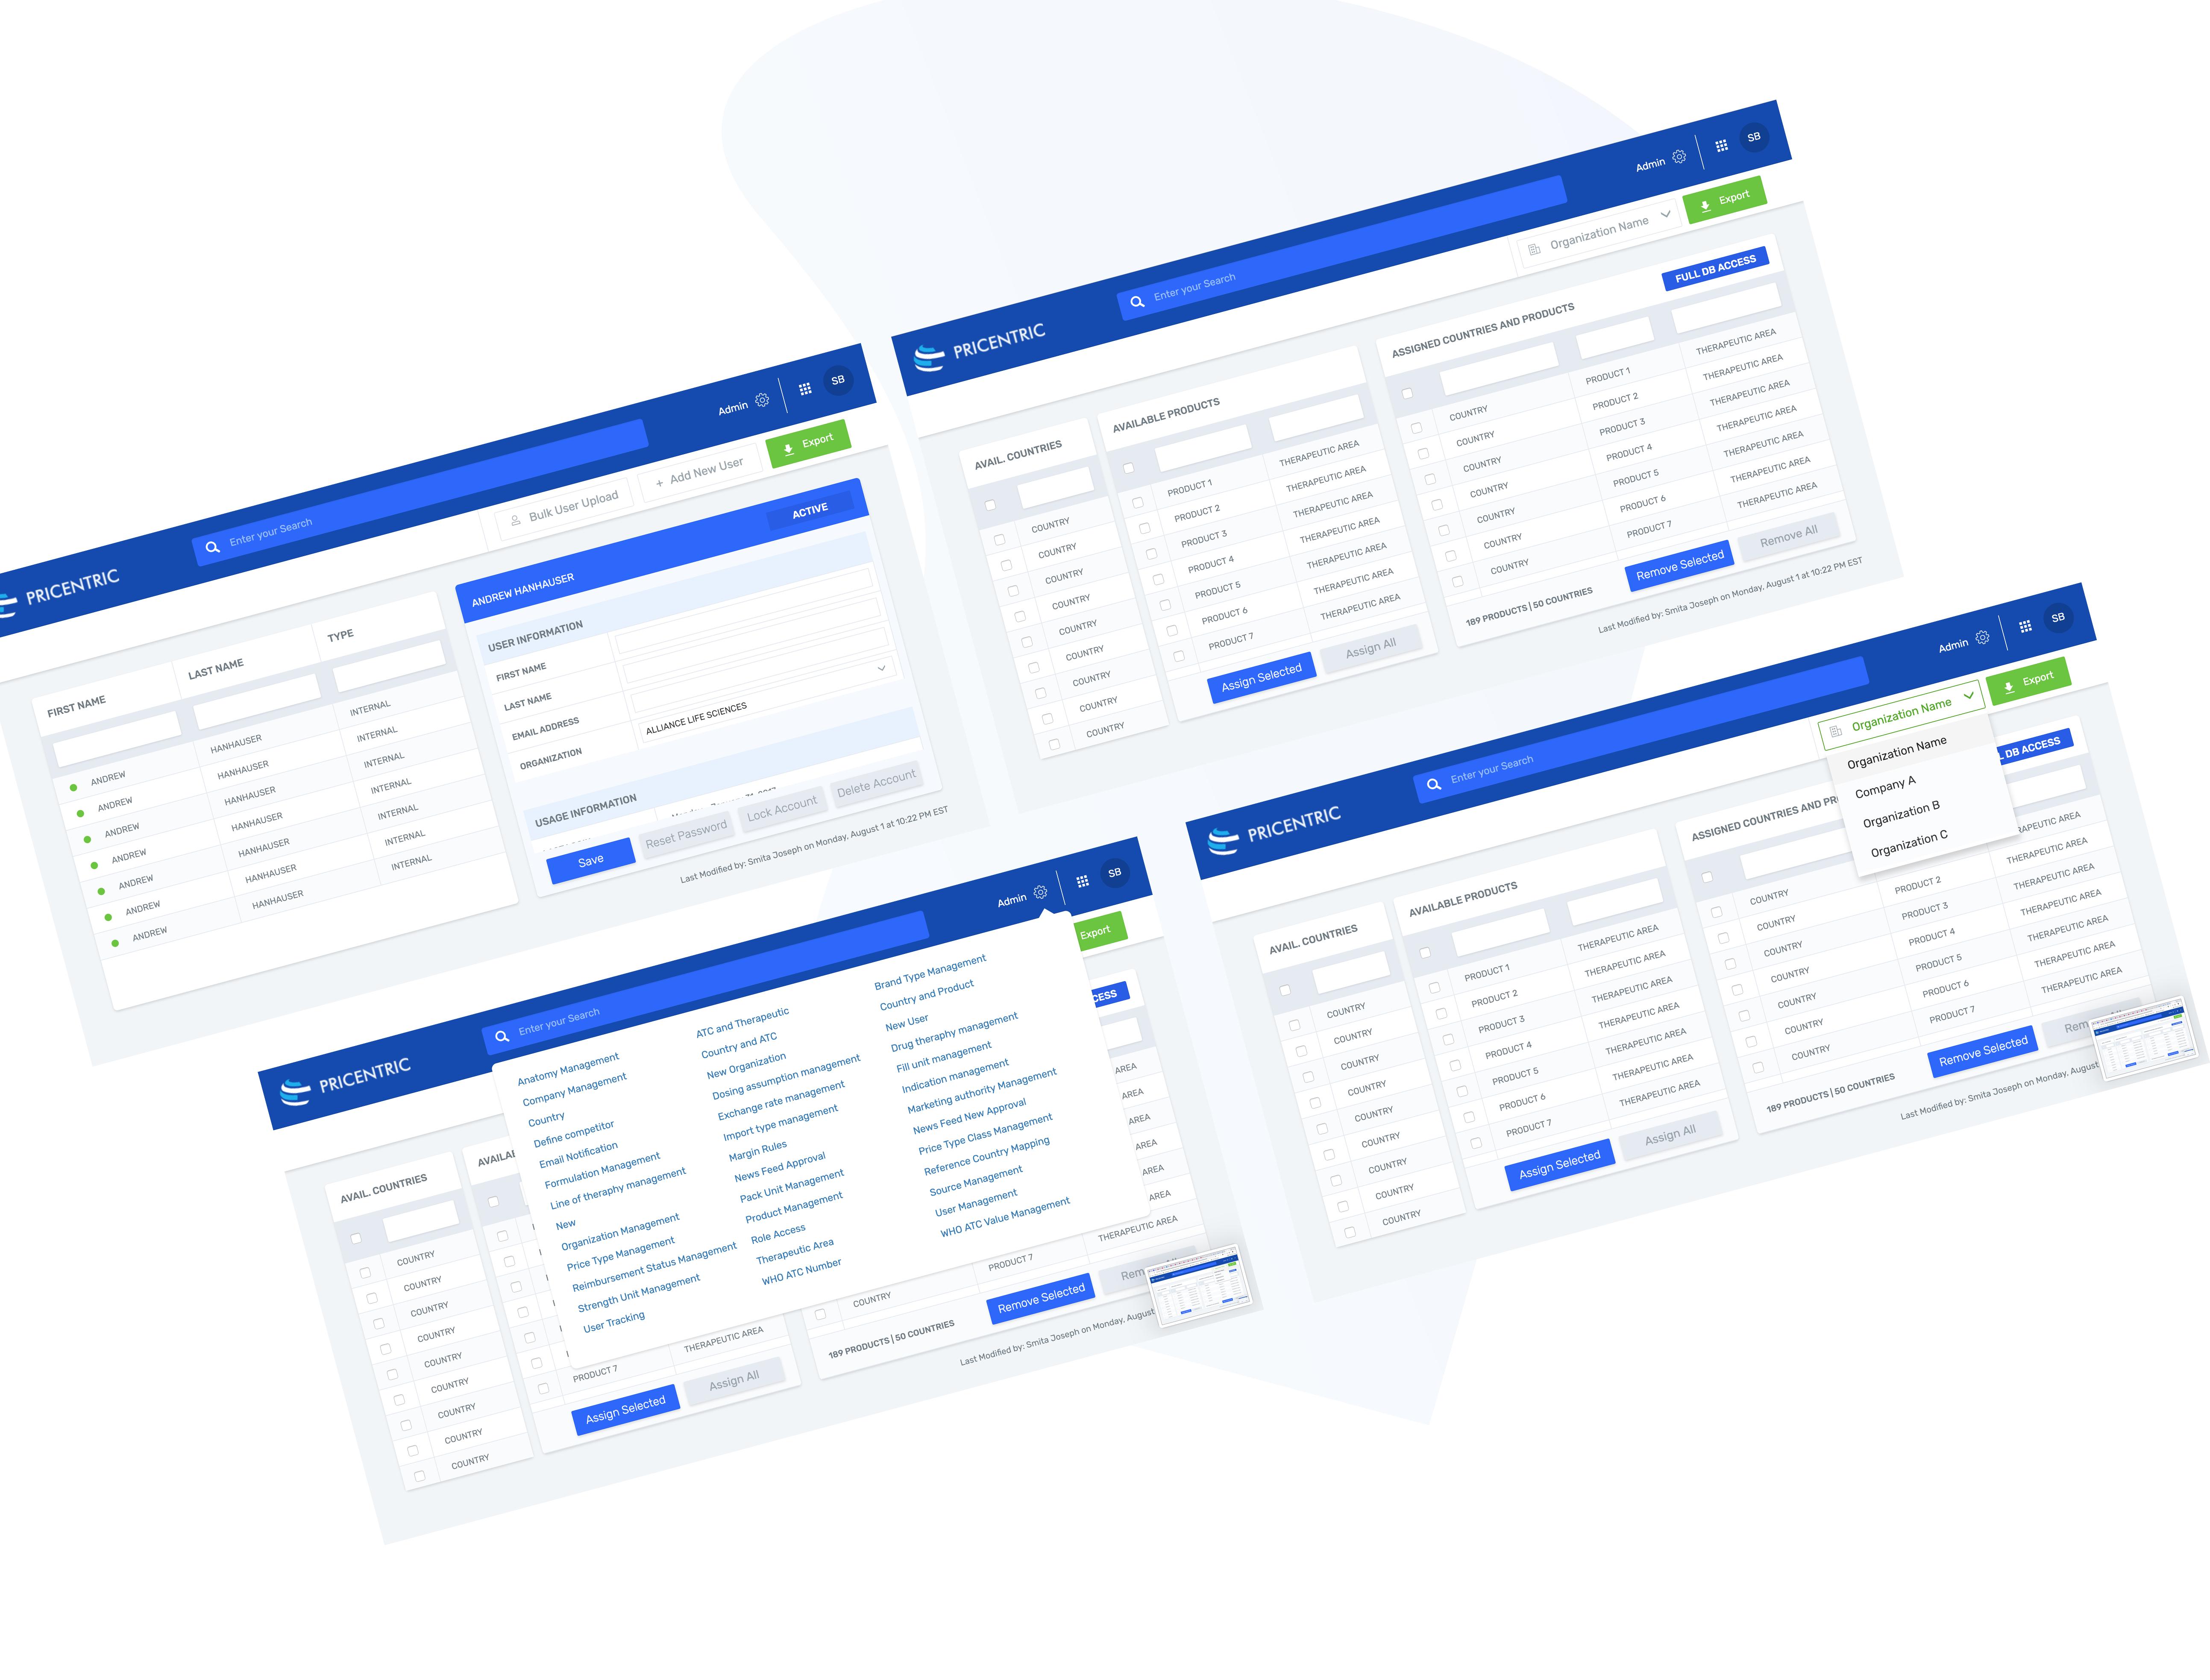 PRICENTRIC
Enter your Search
Admin
SB
Bulk User Upload
+ Add New User
Export
FIRST NAME
LAST NAME
TYPE
ANDREW HANHAUSER INTERNAL
ANDREW HANHAUSER INTERNAL
ANDREW HANHAUSER INTERNAL
ANDREW HANHAUSER INTERNAL
ANDREW HANHAUSER INTERNAL
ANDREW HANHAUSER INTERNAL
ANDREW HANHAUSER INTERNAL
ANDREW HANHAUSER
ACTIVE
USER INFORMATION
FIRST NAME
LAST NAME
EMAIL ADDRESS
ORGANIZATION
ALLIANCE LIFE SCIENCES
USAGE INFORMATION
Save
Reset Password
Lock Account
Delete Account
Last Modified by: Smita Joseph on Monday, August 1 at 10:22 PM EST
PRICENTRIC
Enter your Search
Admin
SB
Organization Name
Export
AVAIL. COUNTRIES
COUNTRY
COUNTRY
COUNTRY
COUNTRY
COUNTRY
COUNTRY
COUNTRY
COUNTRY
COUNTRY
AVAILABLE PRODUCTS
PRODUCT 1 THERAPEUTIC AREA
PRODUCT 2 THERAPEUTIC AREA
PRODUCT 3 THERAPEUTIC AREA
PRODUCT 4 THERAPEUTIC AREA
PRODUCT 5 THERAPEUTIC AREA
PRODUCT 6 THERAPEUTIC AREA
PRODUCT 7 THERAPEUTIC AREA
Assign Selected
Assign All
ASSIGNED COUNTRIES AND PRODUCTS
FULL DB ACCESS
COUNTRY PRODUCT 1 THERAPEUTIC AREA
COUNTRY PRODUCT 2 THERAPEUTIC AREA
COUNTRY PRODUCT 3 THERAPEUTIC AREA
COUNTRY PRODUCT 4 THERAPEUTIC AREA
COUNTRY PRODUCT 5 THERAPEUTIC AREA
COUNTRY PRODUCT 6 THERAPEUTIC AREA
COUNTRY PRODUCT 7 THERAPEUTIC AREA
189 PRODUCTS | 50 COUNTRIES
Remove Selected
Remove All
Last Modified by: Smita Joseph on Monday, August 1 at 10:22 PM EST
PRICENTRIC
Enter your Search
Admin
SB
Export
CESS
Anatomy Management
Company Management
Country
Define competitor
Email Notification
Formulation Management
Line of theraphy management
New
Organization Management
Price Type Management
Reimbursement Status Management
Strength Unit Management
User Tracking
ATC and Therapeutic
Country and ATC
New Organization
Dosing assumption management
Exchange rate management
Import type management
Margin Rules
News Feed Approval
Pack Unit Management
Product Management
Role Access
Therapeutic Area
WHO ATC Number
Brand Type Management
Country and Product
New User
Drug theraphy management
Fill unit management
Indication management
Marketing authority Management
News Feed New Approval
Price Type Class Management
Reference Country Mapping
Source Management
User Management
WHO ATC Value Management
AVAIL. COUNTRIES
COUNTRY
COUNTRY
COUNTRY
COUNTRY
COUNTRY
COUNTRY
COUNTRY
COUNTRY
COUNTRY
AVAILAB
THERAPEUTIC AREA
PRODUCT 7
Assign Selected
Assign All
AREA
AREA
AREA
AREA
AREA
AREA
THERAPEUTIC AREA
PRODUCT 7
COUNTRY
189 PRODUCTS | 50 COUNTRIES
Remove Selected
Rem
Last Modified by: Smita Joseph on Monday, August
PRICENTRIC
Enter your Search
Admin
SB
Organization Name
Export
Organization Name
Company A
Organization B
Organization C
AVAIL. COUNTRIES
COUNTRY
COUNTRY
COUNTRY
COUNTRY
COUNTRY
COUNTRY
COUNTRY
COUNTRY
COUNTRY
AVAILABLE PRODUCTS
PRODUCT 1 THERAPEUTIC AREA
PRODUCT 2 THERAPEUTIC AREA
PRODUCT 3 THERAPEUTIC AREA
PRODUCT 4 THERAPEUTIC AREA
PRODUCT 5 THERAPEUTIC AREA
PRODUCT 6 THERAPEUTIC AREA
PRODUCT 7 THERAPEUTIC AREA
Assign Selected
Assign All
ASSIGNED COUNTRIES AND PR
L DB ACCESS
COUNTRY RAPEUTIC AREA
COUNTRY PRODUCT 2 THERAPEUTIC AREA
COUNTRY PRODUCT 3 THERAPEUTIC AREA
COUNTRY PRODUCT 4 THERAPEUTIC AREA
COUNTRY PRODUCT 5 THERAPEUTIC AREA
COUNTRY PRODUCT 6 THERAPEUTIC AREA
COUNTRY PRODUCT 7 THERAPEUTIC AREA
189 PRODUCTS | 50 COUNTRIES
Remove Selected
Rem
Last Modified by: Smita Joseph on Monday, August